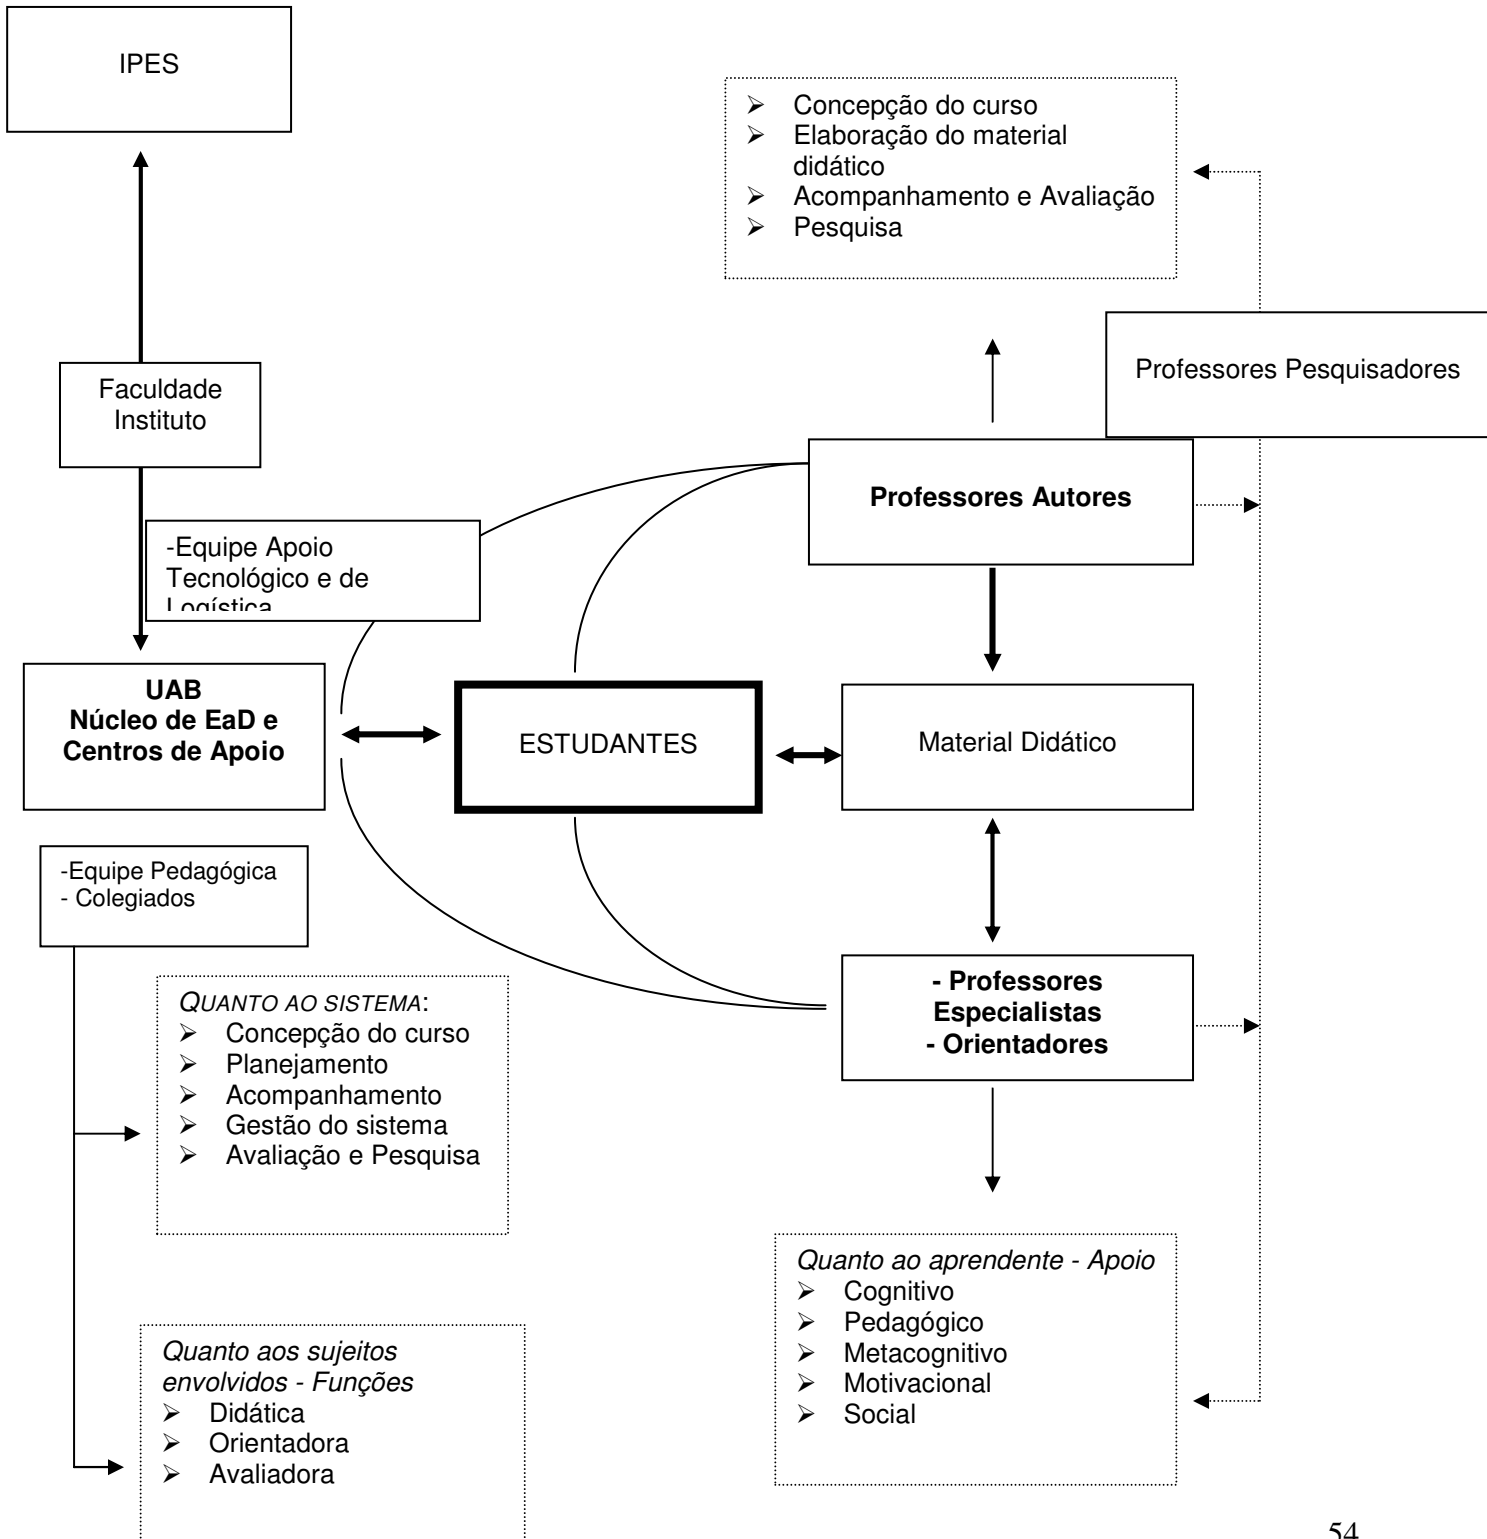 IPES
➢ Concepção do curso
➢ Elaboração do material
didático
➢ Acompanhamento e Avaliação
➢ Pesquisa
Professores Pesquisadores
Faculdade
Instituto
Professores Autores
-Equipe Apoio
Tecnológico e de
Logística
UAB
Núcleo de EaD e
Centros de Apoio
ESTUDANTES
Material Didático
-Equipe Pedagógica
- Colegiados
- Professores
Especialistas
- Orientadores
QUANTO AO SISTEMA:
➢ Concepção do curso
➢ Planejamento
➢ Acompanhamento
➢ Gestão do sistema
➢ Avaliação e Pesquisa
Quanto ao aprendente - Apoio
➢ Cognitivo
➢ Pedagógico
➢ Metacognitivo
➢ Motivacional
➢ Social
Quanto aos sujeitos
envolvidos - Funções
➢ Didática
➢ Orientadora
➢ Avaliadora
54